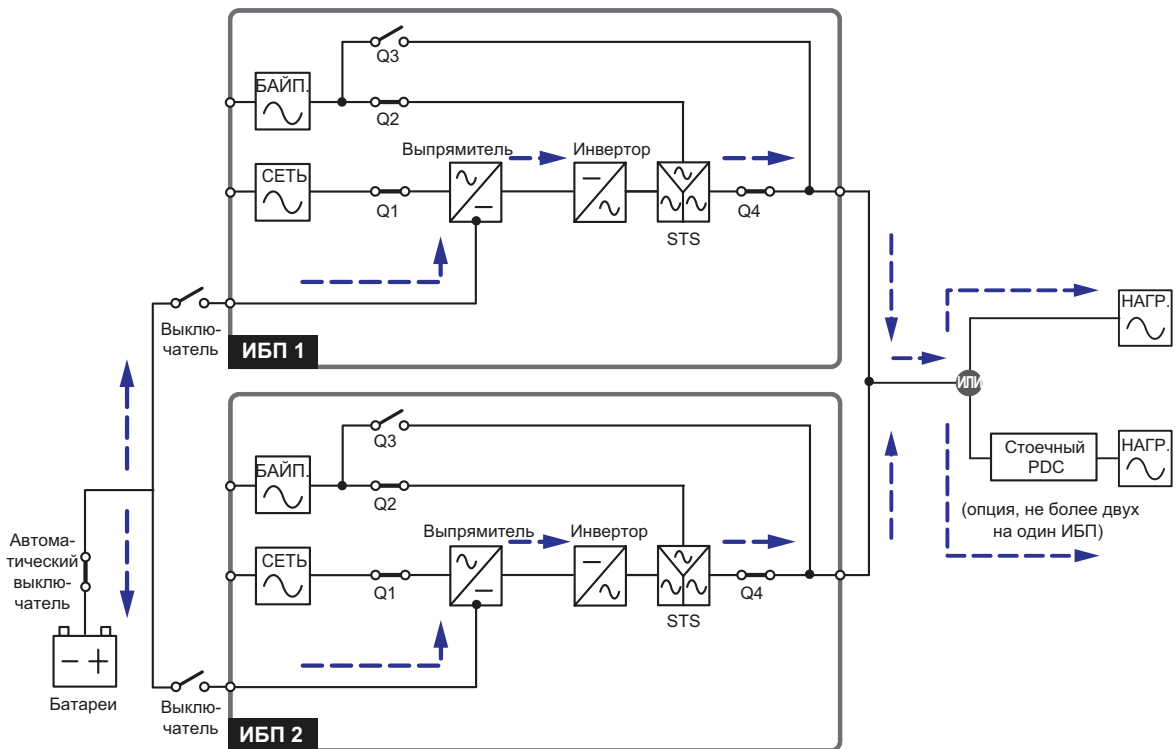 Q3
БАЙП.
Q2
Выпрямитель
Инвертор
СЕТЬ
Q1
Q4
STS
Выклю-
чатель
ИБП 1
НАГР.
ИЛИ
Q3
БАЙП.
Q2
Стоечный
PDC
НАГР.
(опция, не более двух
на один ИБП)
Выпрямитель
Инвертор
Автома-
тический
выклю-
чатель
СЕТЬ
Q1
Q4
STS
Батареи
Выклю-
чатель
ИБП 2